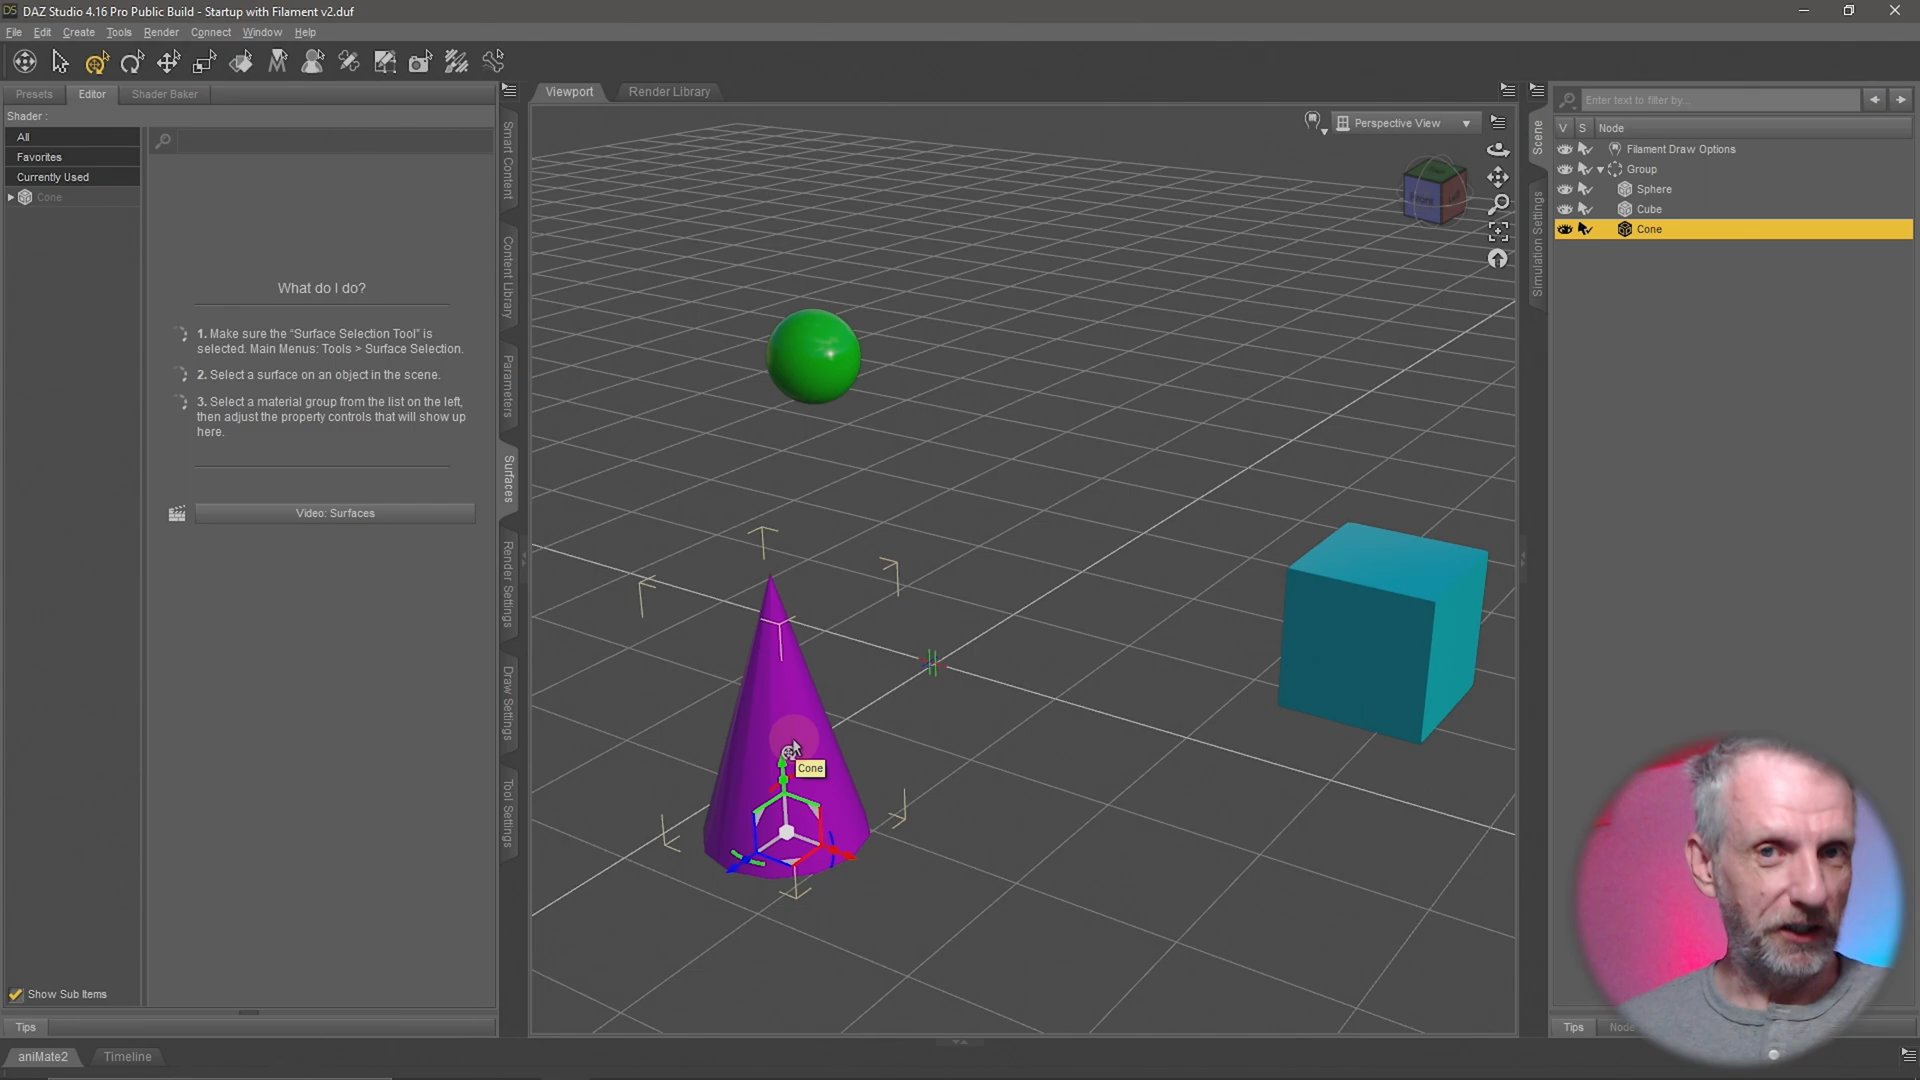 DAZ Studio 4.16 Pro Public Build - Startup with Filament v2.duf
File Edit Create Tools Render Connect Window Help
Presets Editor Shader Baker
Shader :
All
Favorites
Currently Used
Cone
What do I do?
1. Make sure the “Surface Selection Tool” is
selected. Main Menus: Tools > Surface Selection.
2. Select a surface on an object in the scene.
3. Select a material group from the list on the left,
then adjust the property controls that will show up
here.
Video: Surfaces
Show Sub Items
Tips
aniMate2 Timeline
Smart Content
Content Library
Parameters
Surfaces
Render Settings
Draw Settings
Tool Settings
Viewport Render Library
Perspective View
Cone
Scene
Simulation Settings
Enter text to filter by...
V S Node
Filament Draw Options
Group
Sphere
Cube
Cone
Tips